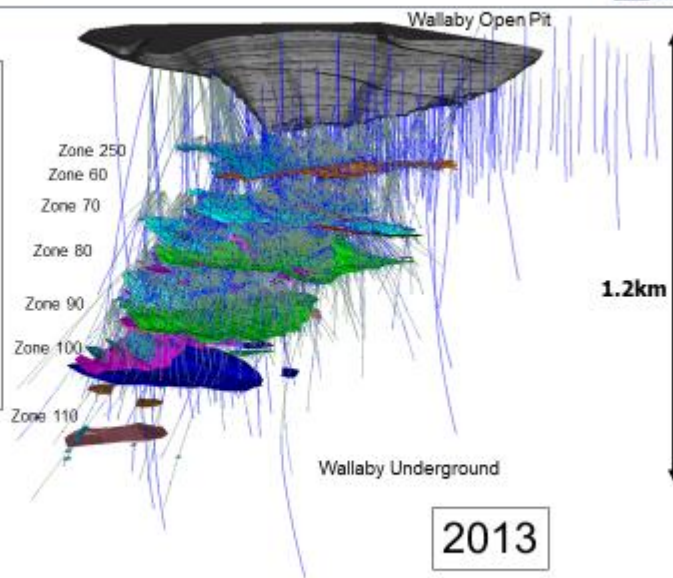 Wallaby Open Pit
Zone 250
Zone 60
Zone 70
Zone 80
1.2km
Zone 90
Zone 100
Zone 110
Wallaby Underground
2013